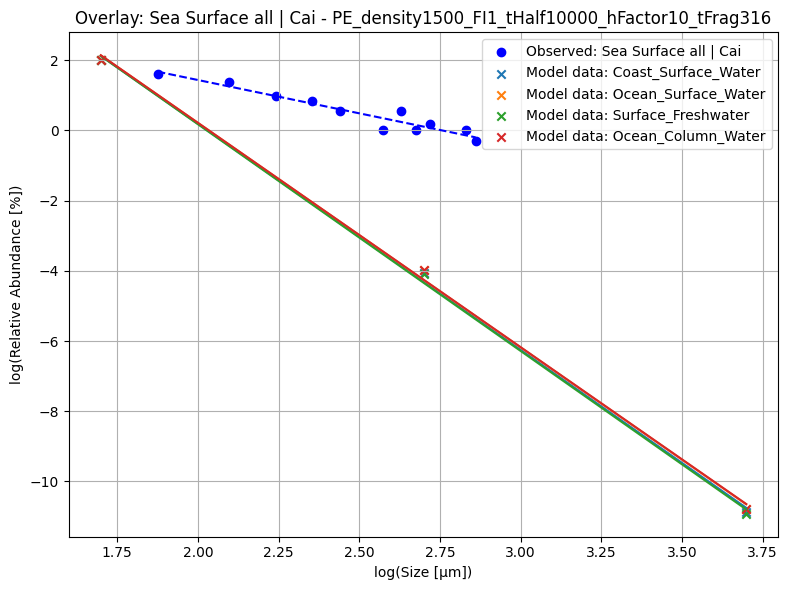 Overlay: Sea Surface all | Cai - PE_density1500_FI1_tHalf10000_hFactor10_tFrag316
Observed: Sea Surface all | Cai
Model data: Coast_Surface_Water
Model data: Ocean_Surface_Water
Model data: Surface_Freshwater
Model data: Ocean_Column_Water
log(Relative Abundance [%])
2
0
−2
−4
−6
−8
−10
1.75
2.00
2.25
2.50
2.75
3.00
3.25
3.50
3.75
log(Size [μm])